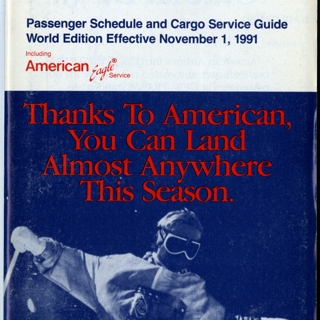 Passenger Schedule and Cargo Service Guide
World Edition Effective November 1, 1991
Including
American Eagle® Service
Thanks To American,
You Can Land
Almost Anywhere
This Season.